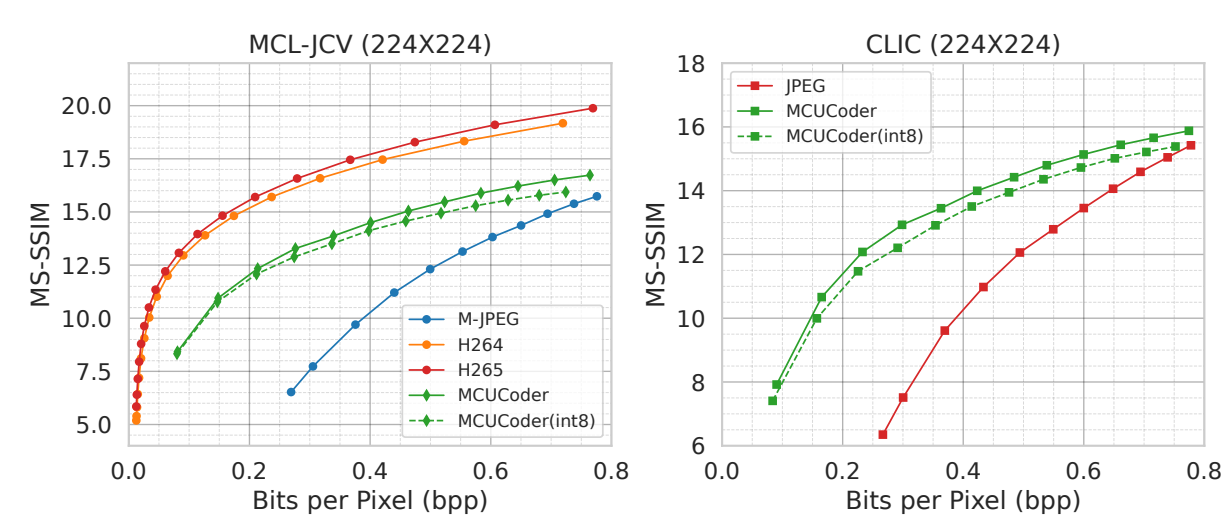 MCL-JCV (224X224)
MS-SSIM
20.0
17.5
15.0
12.5
10.0
7.5
5.0
M-JPEG
H264
H265
MCUCoder
MCUCoder(int8)
0.0 0.2 0.4 0.6 0.8
Bits per Pixel (bpp)
CLIC (224X224)
MS-SSIM
18
16
14
12
10
8
6
JPEG
MCUCoder
MCUCoder(int8)
0.0 0.2 0.4 0.6 0.8
Bits per Pixel (bpp)